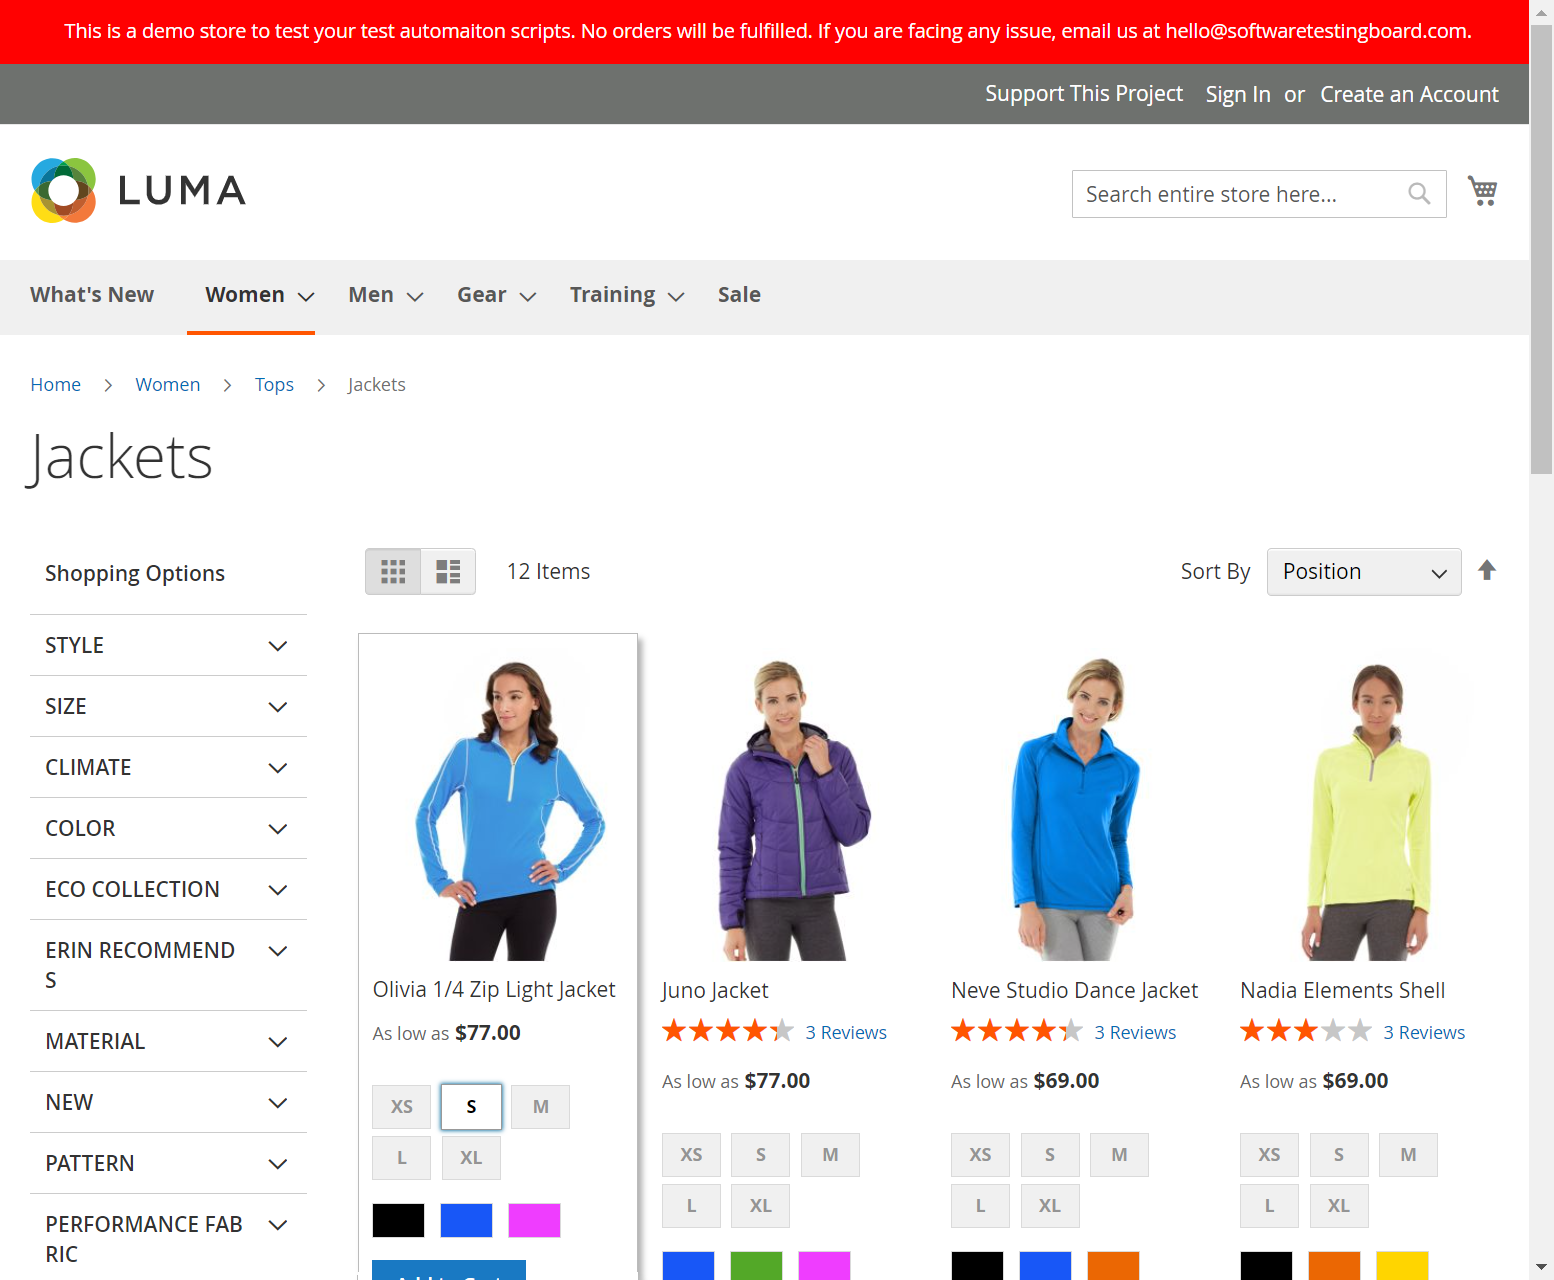 This is a demo store to test your test automaiton scripts. No orders will be fulfilled. If you are facing any issue, email us at hello@softwaretestingboard.com.
Support This Project Sign In or Create an Account
LUMA
Search entire store here...
What's New Women Men Gear Training Sale
Home > Women > Tops > Jackets
Jackets
Shopping Options
12 Items
Sort By Position
STYLE
SIZE
CLIMATE
COLOR
ECO COLLECTION
ERIN RECOMMEND
S
MATERIAL
NEW
PATTERN
PERFORMANCE FAB
RIC
Olivia 1/4 Zip Light Jacket
As low as $77.00
XS S M
L XL
Add to Cart
Juno Jacket
3 Reviews
As low as $77.00
XS S M
L XL
Neve Studio Dance Jacket
3 Reviews
As low as $69.00
XS S M
L XL
Nadia Elements Shell
3 Reviews
As low as $69.00
XS S M
L XL